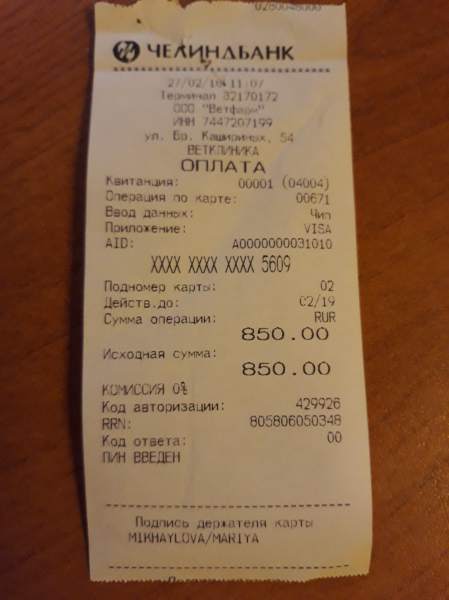 0260048000
ЧЕЛИНДБАНК
27/02/18 11:07
Терминал 32170172
ООО "Ветфарм"
ИНН 7447207199
ул. Бр. Кашириных, 54
ВЕТКЛИНИКА
ОПЛАТА
Квитанция: 00001 (04004)
Операция по карте: 00671
Ввод данных: Чип
Приложение: VISA
AID: A0000000031010
XXXX XXXX XXXX 5609
Подномер карты: 02
Действ.до: 02/19
Сумма операции: RUR
850.00
Исходная сумма:
850.00
КОМИССИЯ 0%
Код авторизации: 429926
RRN: 805806050348
Код ответа: 00
ПИН ВВЕДЕН
Подпись держателя карты
MIKHAYLOVA/MARIYA